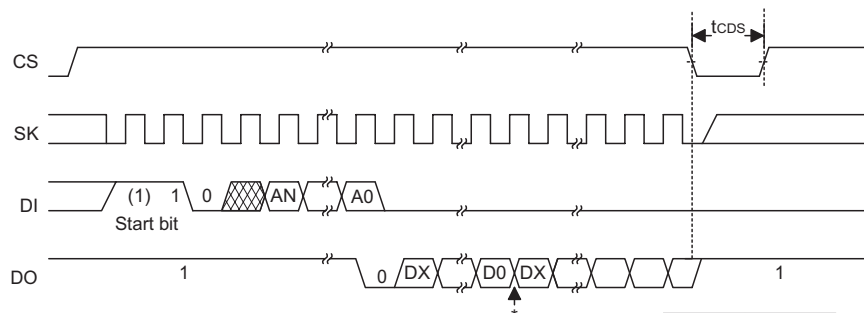 tCDS
CS
SK
DI (1) 1 0 AN A0
Start bit
DO 1 0 DX D0 DX 1
*